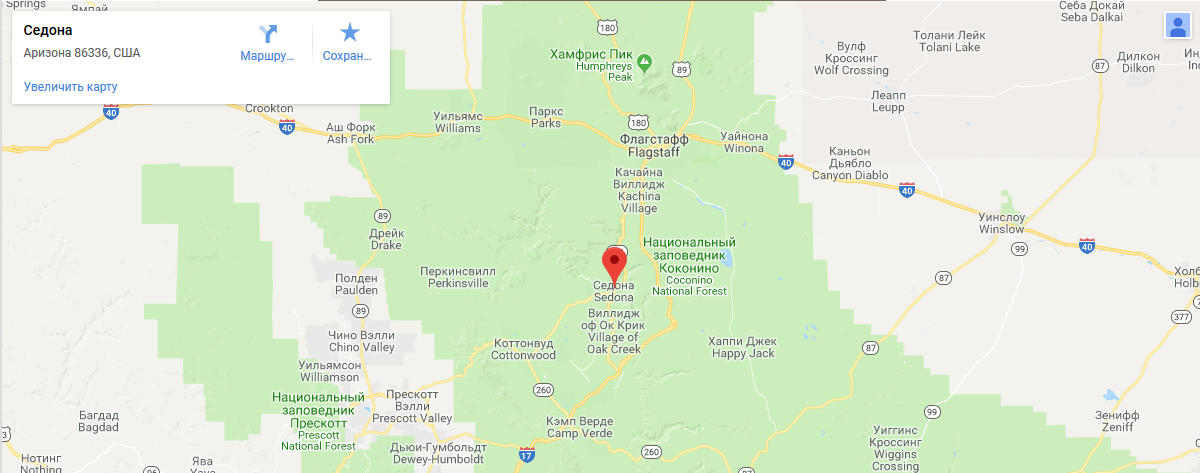 Springs
Ямпай
Седона
Аризона 86336, США
Маршру...
Сохран...
Увеличить карту
Crookton
40
40
Аш Форк
Ash Fork
Уильямс
Williams
Паркс
Parks
180
Хамфрис Пик
Humphreys
Peak
89
180
Флагстафф
Flagstaff
Уайнона
Winona
40
Качайна
Виллидж
Kachina
Village
Вулф
Кроссинг
Wolf Crossing
Толани Лейк
Tolani Lake
Себа Докай
Seba Dalkai
Дилкон
Dilkon
89
Леапп
Leupp
Каньон
Дьябло
Canyon Diablo
40
Уинслоу
Winslow
99
40
87
377
89
Дрейк
Drake
Полден
Paulden
89
Перкинсвилл
Perkinsville
Национальный
заповедник
Коконино
Coconino
National Forest
Седона
Sedona
Виллидж
оф Ок Крик
Village of
Oak Creek
Чино Вэлли
Chino Valley
Коттонвуд
Cottonwood
Хаппи Джек
Happy Jack
87
Уильямсон
Williamson
260
Национальный
заповедник
Прескотт
Prescott
National Forest
Прескотт
Вэлли
Prescott Valley
Кэмп Верде
Camp Verde
99
Зенифф
Zeniff
Багдад
Bagdad
Дьюи-Гумбольдт
Dewey-Humboldt
17
260
Уиггинс
Кроссинг
Wiggins
Crossing
Нотинг
Nothing
Ява